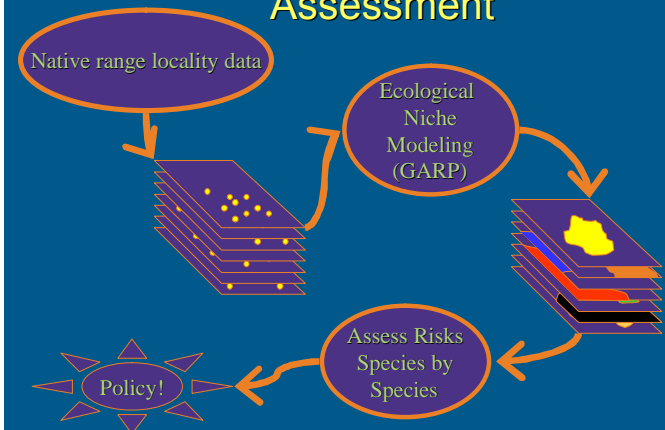 Assessment
Native range locality data
Ecological
Niche
Modeling
(GARP)
Assess Risks
Species by
Species
Policy!